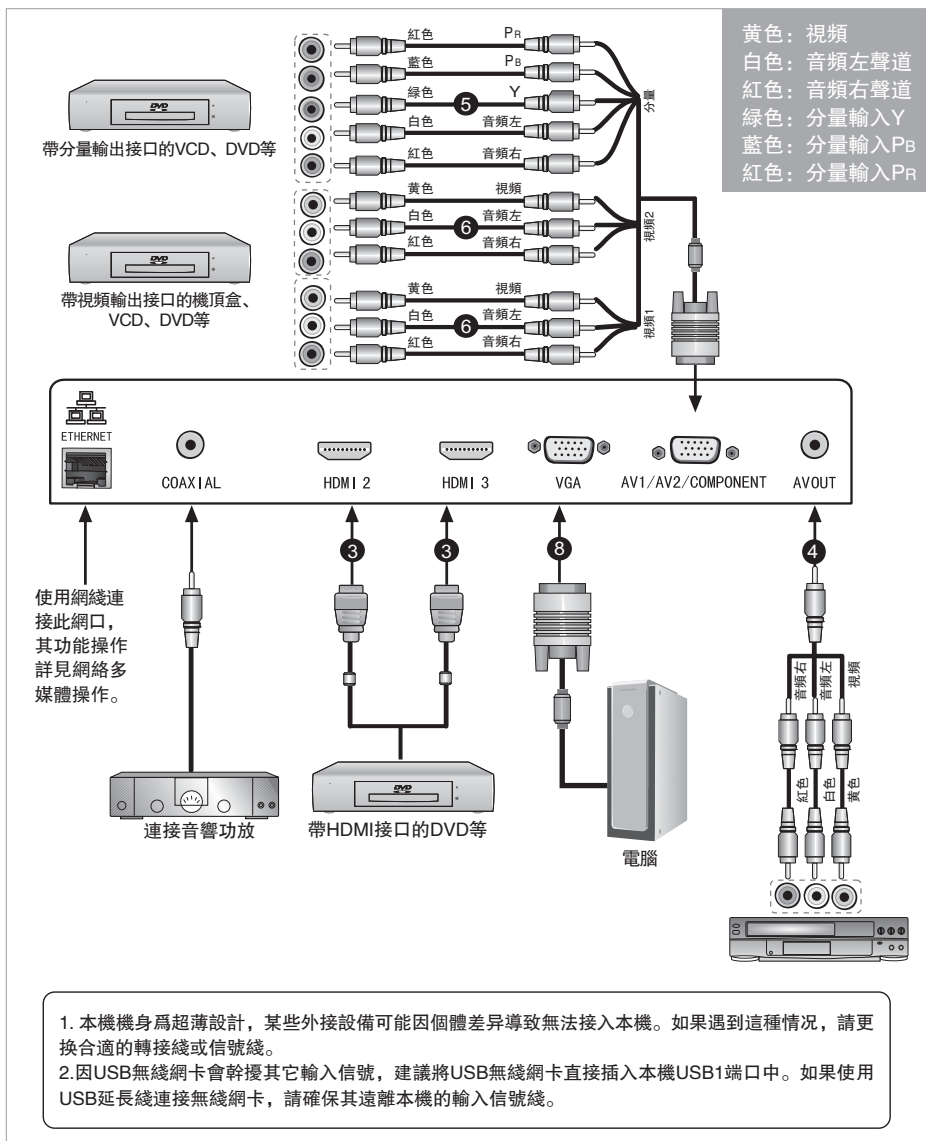 黄色：視頻
白色：音頻左聲道
紅色：音頻右聲道
緑色：分量輸入Y
藍色：分量輸入PB
紅色：分量輸入PR
紅色 PR
藍色 PB
緑色 5 Y
白色 音頻左
紅色 音頻右
分量
DVD
帶分量輸出接口的VCD、DVD等
黄色 視頻
白色 6 音頻左
紅色 音頻右
視頻2
DVD
帶視頻輸出接口的機頂盒、
VCD、DVD等
黄色 視頻
白色 6 音頻左
紅色 音頻右
視頻1
ETHERNET
COAXIAL
HDMI 2
HDMI 3
VGA
AV1/AV2/COMPONENT
AVOUT
3
3
8
4
使用網綫連
接此網口，
其功能操作
詳見網絡多
媒體操作。
音頻右
音頻左
視頻
紅色
白色
黄色
連接音響功放
DVD
帶HDMI接口的DVD等
電腦
1. 本機機身爲超薄設計，某些外接設備可能因個體差异導致無法接入本機。如果遇到這種情况，請更
换合適的轉接綫或信號綫。
2.因USB無綫網卡會幹擾其它輸入信號，建議將USB無綫網卡直接插入本機USB1端口中。如果使用
USB延長綫連接無綫網卡，請確保其遠離本機的輸入信號綫。